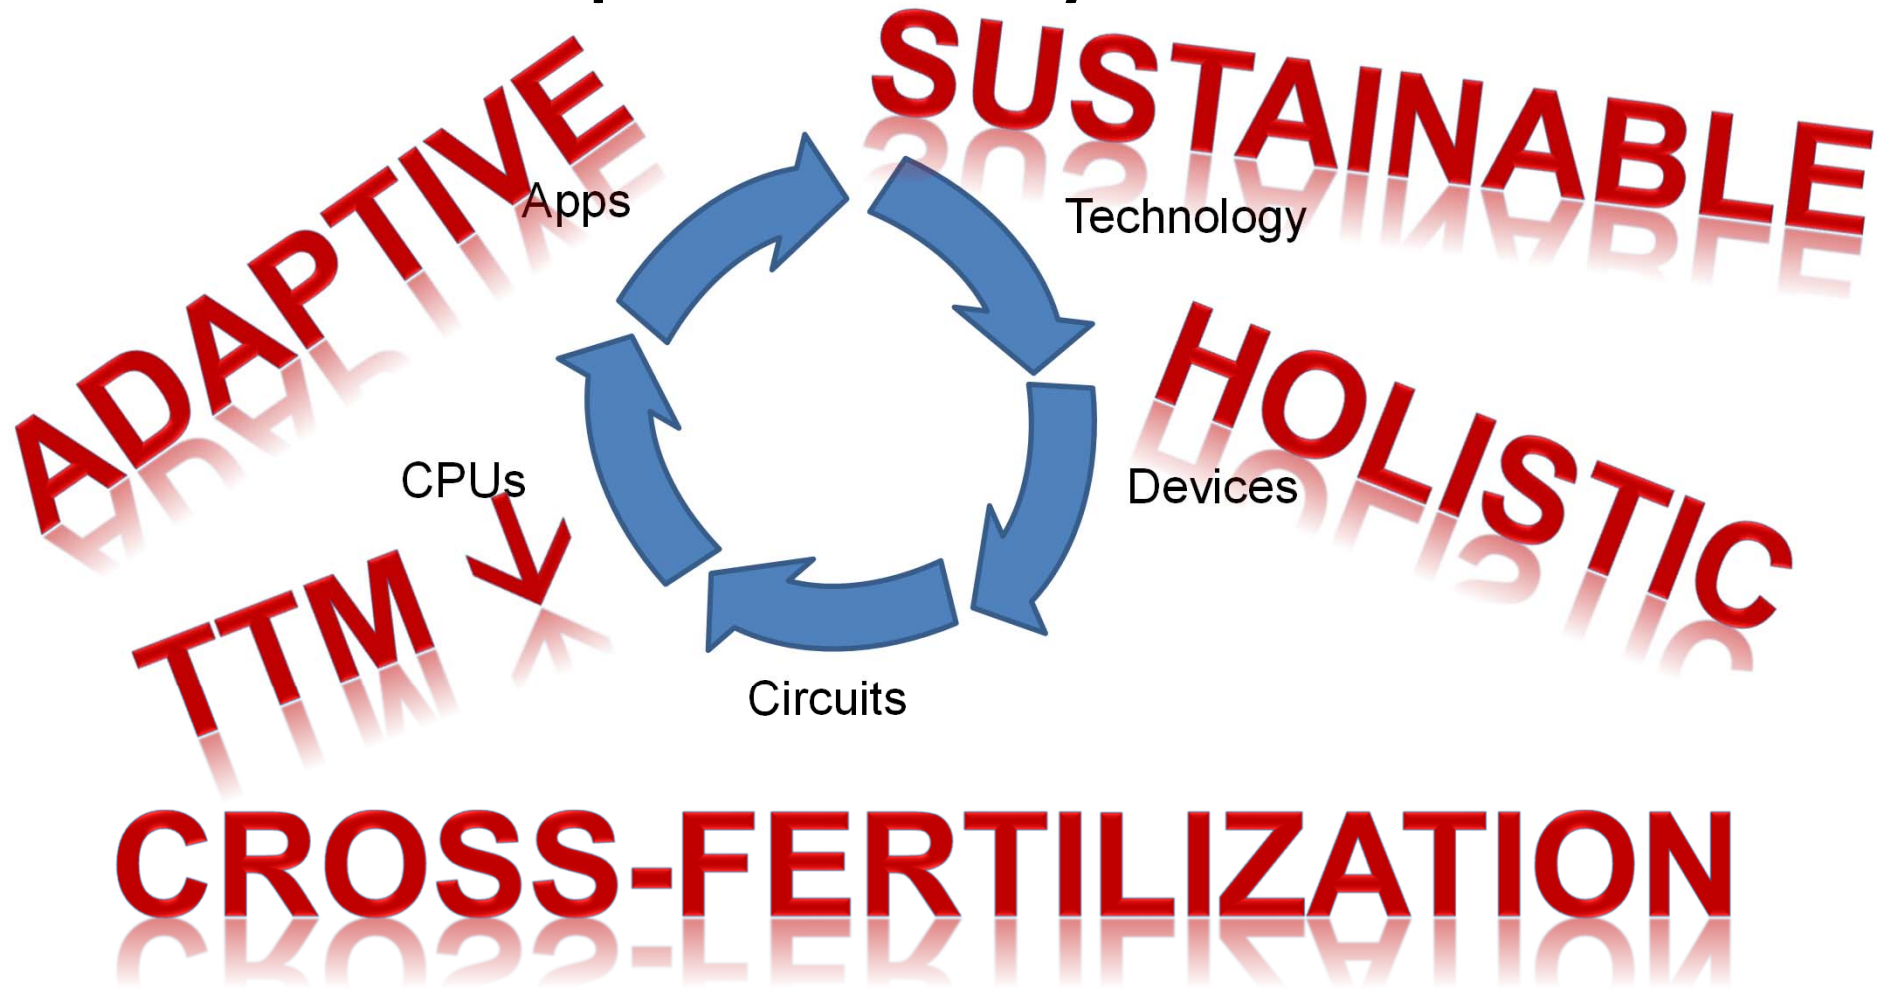 SUSTAINABLE
ADAPTIVE
Apps
Technology
HOLISTIC
CPUs
Devices
TTM ↓
Circuits
CROSS-FERTILIZATION